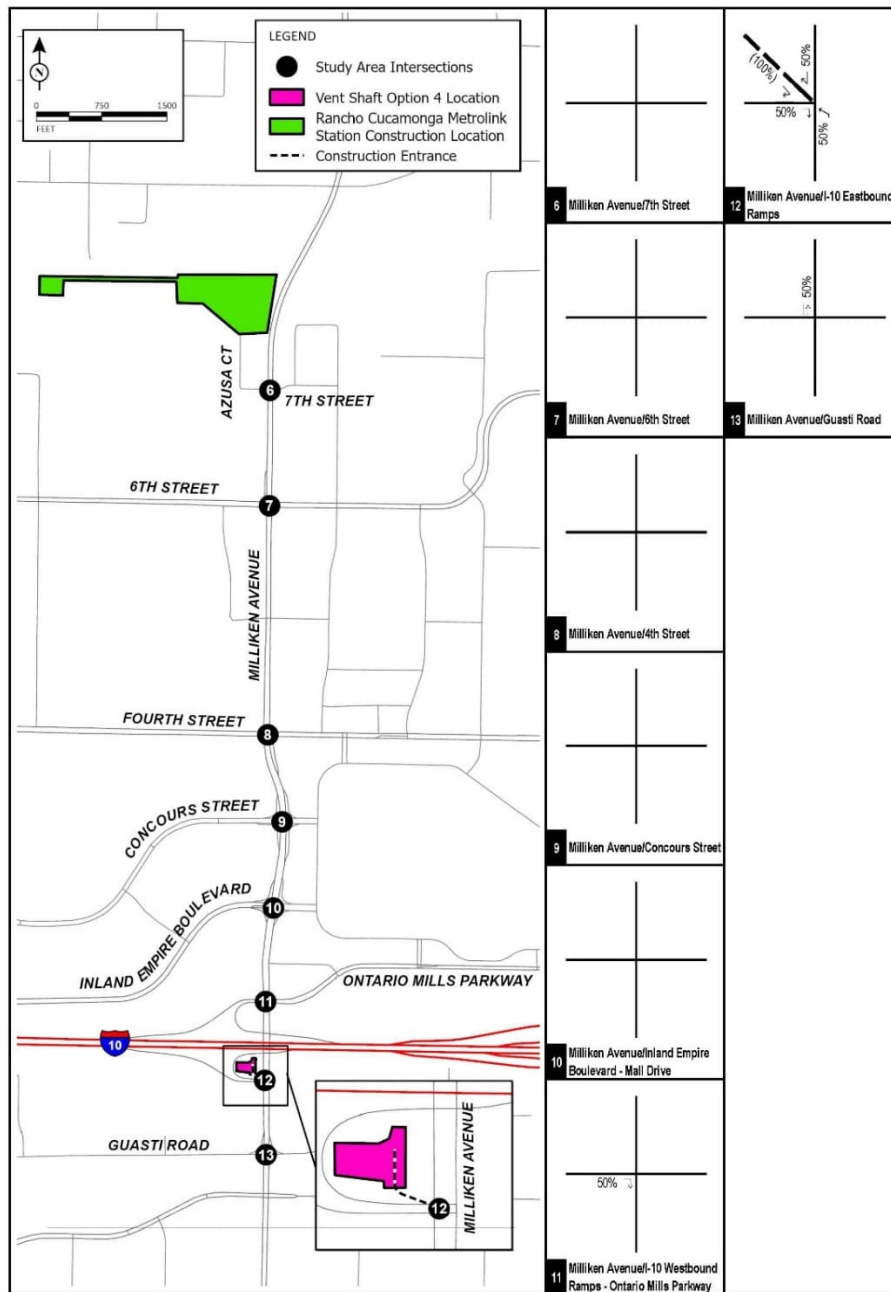 LEGEND
Study Area Intersections
Vent Shaft Option 4 Location
Rancho Cucamonga Metrolink
Station Construction Location
Construction Entrance
N
0 750 1500
FEET
AZUSA CT
6
7TH STREET
6TH STREET
7
MILLIKEN AVENUE
FOURTH STREET
8
CONCOURS STREET
9
INLAND EMPIRE BOULEVARD
10
ONTARIO MILLS PARKWAY
11
10
12
GUASTI ROAD
13
MILLIKEN AVENUE
12
6 Milliken Avenue/7th Street
7 Milliken Avenue/6th Street
8 Milliken Avenue/4th Street
9 Milliken Avenue/Concours Street
10 Milliken Avenue/Inland Empire
Boulevard - Mall Drive
50%
11 Milliken Avenue/I-10 Westbound
Ramps - Ontario Mills Parkway
(100%)
50%
50%
50%
12 Milliken Avenue/I-10 Eastbound
Ramps
50%
13 Milliken Avenue/Guasti Road